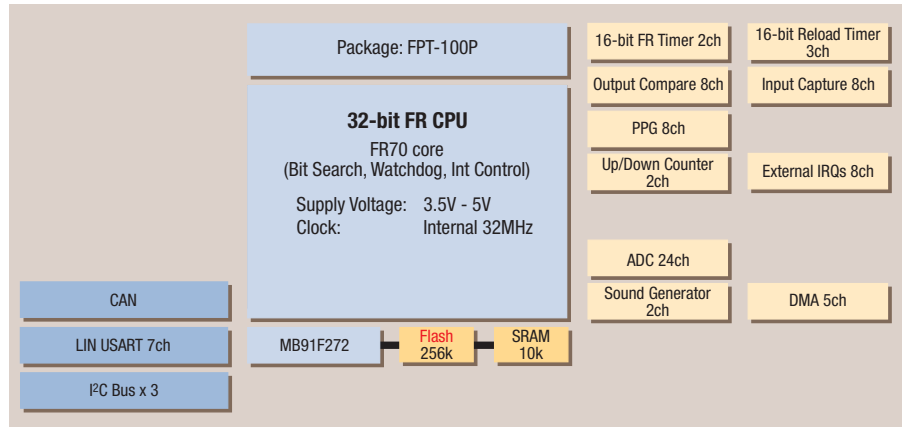 Package: FPT-100P
32-bit FR CPU
FR70 core
(Bit Search, Watchdog, Int Control)
Supply Voltage: 3.5V - 5V
Clock: Internal 32MHz
16-bit FR Timer 2ch
16-bit Reload Timer
3ch
Output Compare 8ch
Input Capture 8ch
PPG 8ch
Up/Down Counter
2ch
External IRQs 8ch
ADC 24ch
Sound Generator
2ch
DMA 5ch
CAN
LIN USART 7ch
I²C Bus x 3
MB91F272
Flash
256k
SRAM
10k